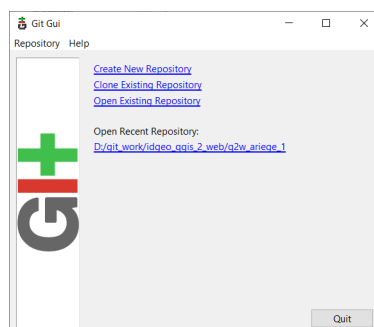 Git Gui
Repository Help
Create New Repository
Clone Existing Repository
Open Existing Repository
Open Recent Repository:
D:/git_work/idgeo_qgis_2_web/q2w_ariege_1
GIt
Quit